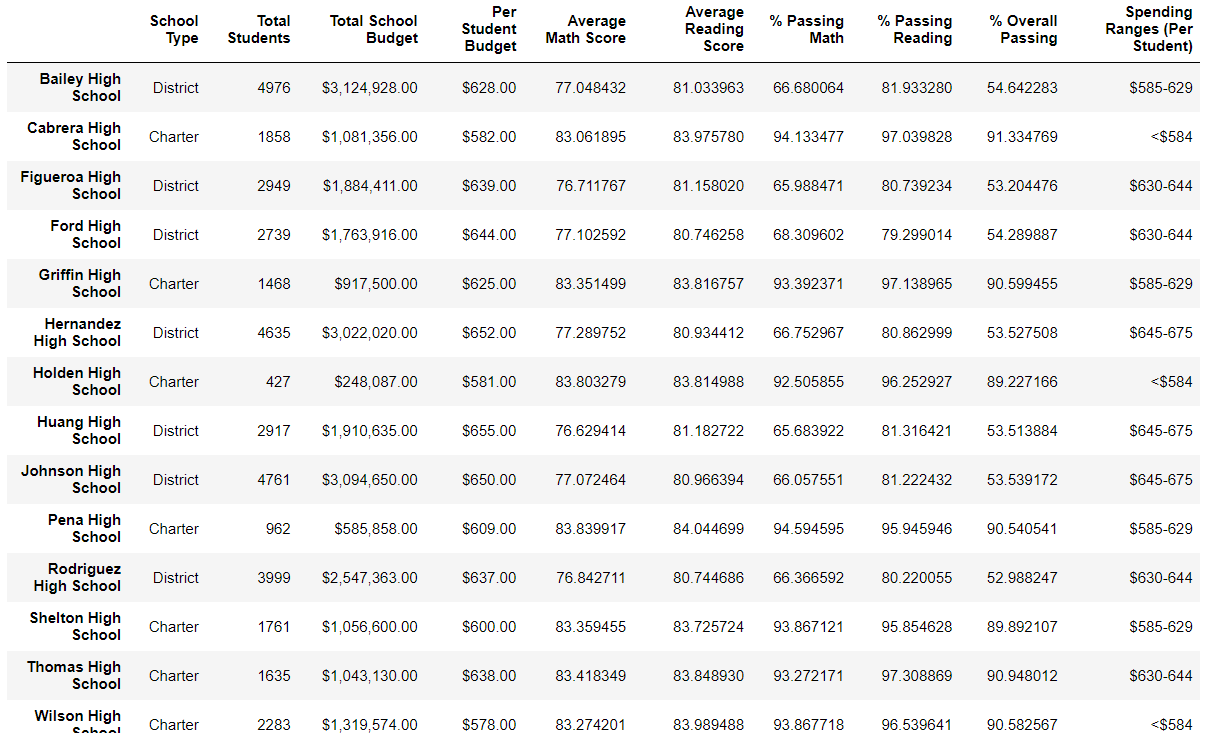 School Type Total Students Total School Budget Per Student Budget Average Math Score Average Reading Score % Passing Math % Passing Reading % Overall Passing Spending Ranges (Per Student)
Bailey High School District 4976 $3,124,928.00 $628.00 77.048432 81.033963 66.680064 81.933280 54.642283 $585-629
Cabrera High School Charter 1858 $1,081,356.00 $582.00 83.061895 83.975780 94.133477 97.039828 91.334769 <$584
Figueroa High School District 2949 $1,884,411.00 $639.00 76.711767 81.158020 65.988471 80.739234 53.204476 $630-644
Ford High School District 2739 $1,763,916.00 $644.00 77.102592 80.746258 68.309602 79.299014 54.289887 $630-644
Griffin High School Charter 1468 $917,500.00 $625.00 83.351499 83.816757 93.392371 97.138965 90.599455 $585-629
Hernandez High School District 4635 $3,022,020.00 $652.00 77.289752 80.934412 66.752967 80.862999 53.527508 $645-675
Holden High School Charter 427 $248,087.00 $581.00 83.803279 83.814988 92.505855 96.252927 89.227166 <$584
Huang High School District 2917 $1,910,635.00 $655.00 76.629414 81.182722 65.683922 81.316421 53.513884 $645-675
Johnson High School District 4761 $3,094,650.00 $650.00 77.072464 80.966394 66.057551 81.222432 53.539172 $645-675
Pena High School Charter 962 $585,858.00 $609.00 83.839917 84.044699 94.594595 95.945946 90.540541 $585-629
Rodriguez High School District 3999 $2,547,363.00 $637.00 76.842711 80.744686 66.366592 80.220055 52.988247 $630-644
Shelton High School Charter 1761 $1,056,600.00 $600.00 83.359455 83.725724 93.867121 95.854628 89.892107 $585-629
Thomas High School Charter 1635 $1,043,130.00 $638.00 83.418349 83.848930 93.272171 97.308869 90.948012 $630-644
Wilson High School Charter 2283 $1,319,574.00 $578.00 83.274201 83.989488 93.867718 96.539641 90.582567 <$584